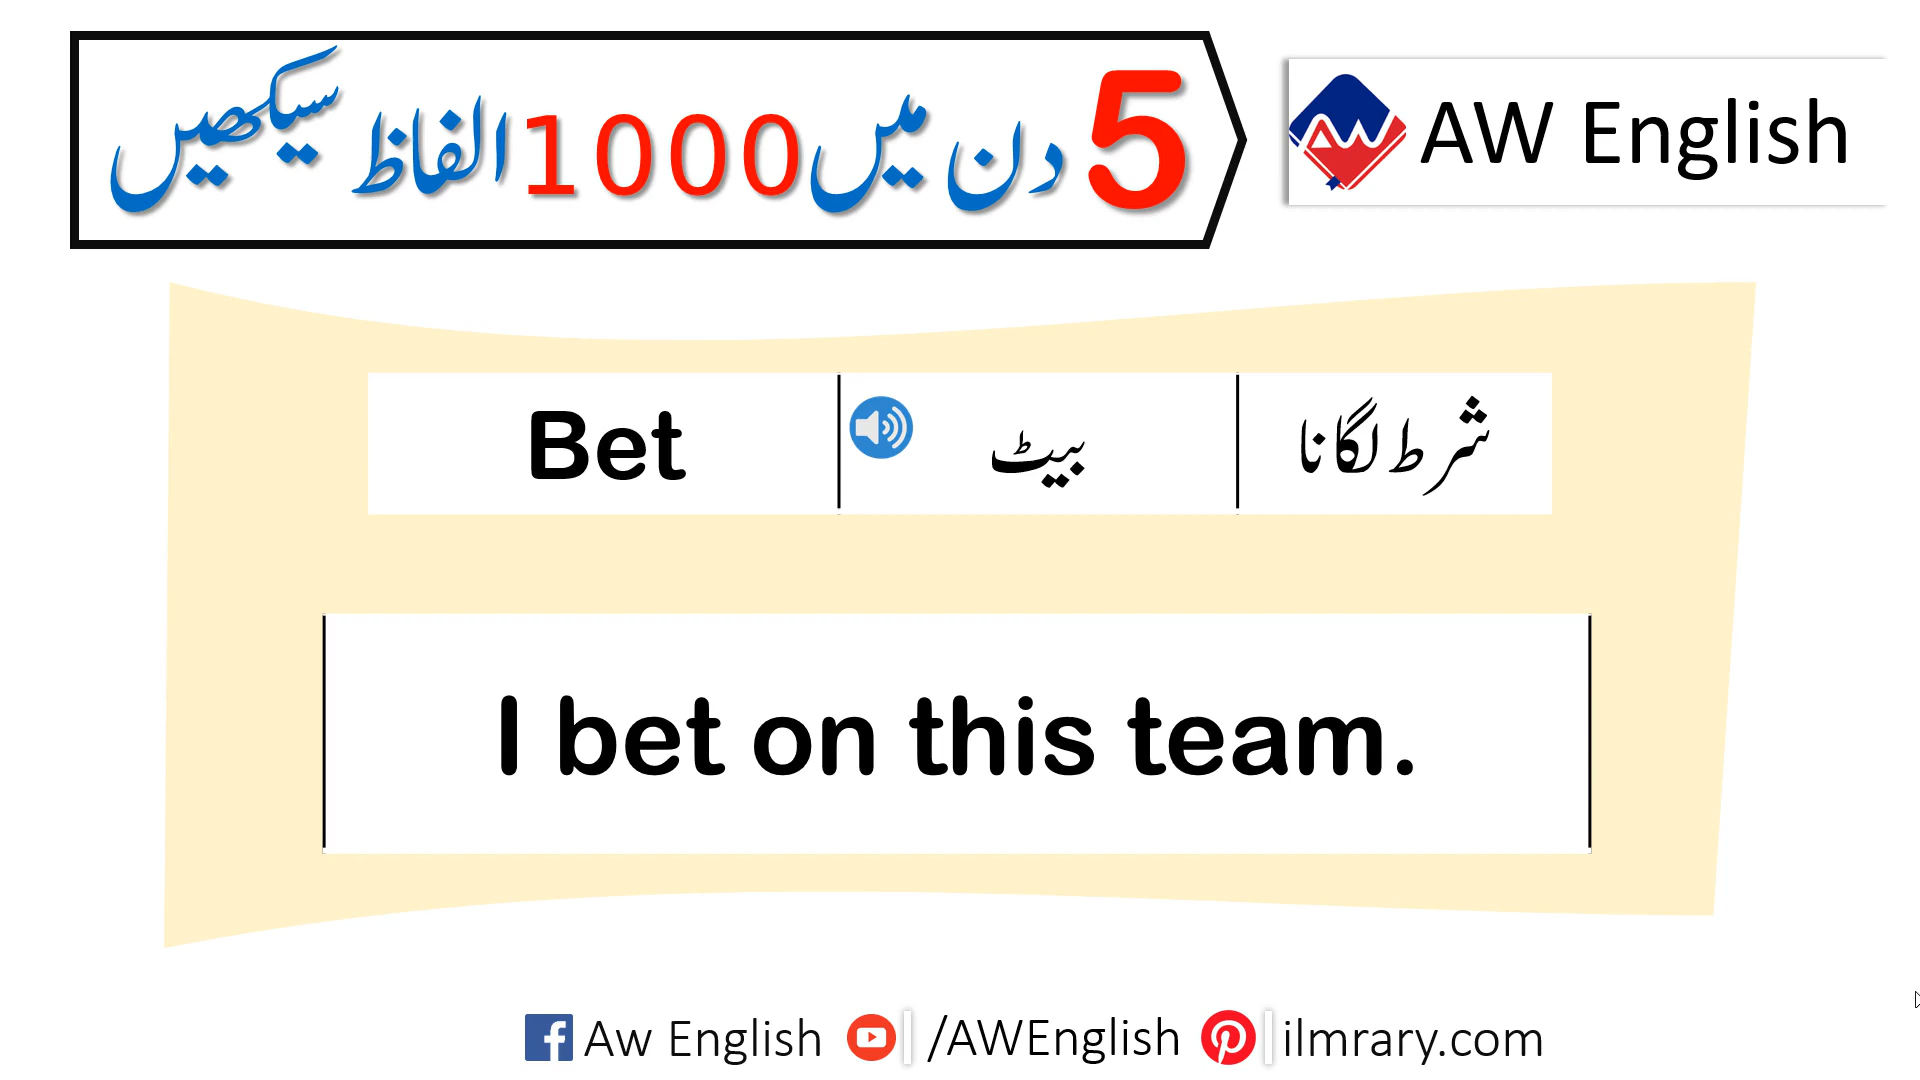 5 دن میں 1000 الفاظ سیکھیں
AW English
Bet
بیٹ
شرط لگانا
I bet on this team.
Aw English
/AWEnglish
ilmrary.com